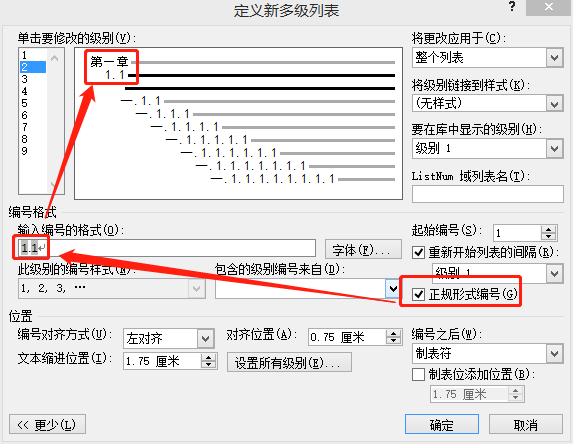 定义新多级列表
?
单击要修改的级别(V):
1
2
3
4
5
6
7
8
9
第一章
1.1
一.1.1
一.1.1.1
一.1.1.1.1
一.1.1.1.1.1
一.1.1.1.1.1.1
一.1.1.1.1.1.1.1
将更改应用于(C):
整个列表
将级别链接到样式(K):
(无样式)
要在库中显示的级别(H):
级别 1
ListNum 域列表名(T):
编号格式
输入编号的格式(O):
1.1
字体(F)...
此级别的编号样式(N):
1, 2, 3, …
包含的级别编号来自(D):
起始编号(S):
1
重新开始列表的间隔(R):
级别 1
正规形式编号(G)
位置
编号对齐方式(U):
左对齐
对齐位置(A):
0.75 厘米
文本缩进位置(I):
1.75 厘米
设置所有级别(E)...
编号之后(W):
制表符
制表位添加位置(B):
1.75 厘米
<< 更少(L)
确定
取消